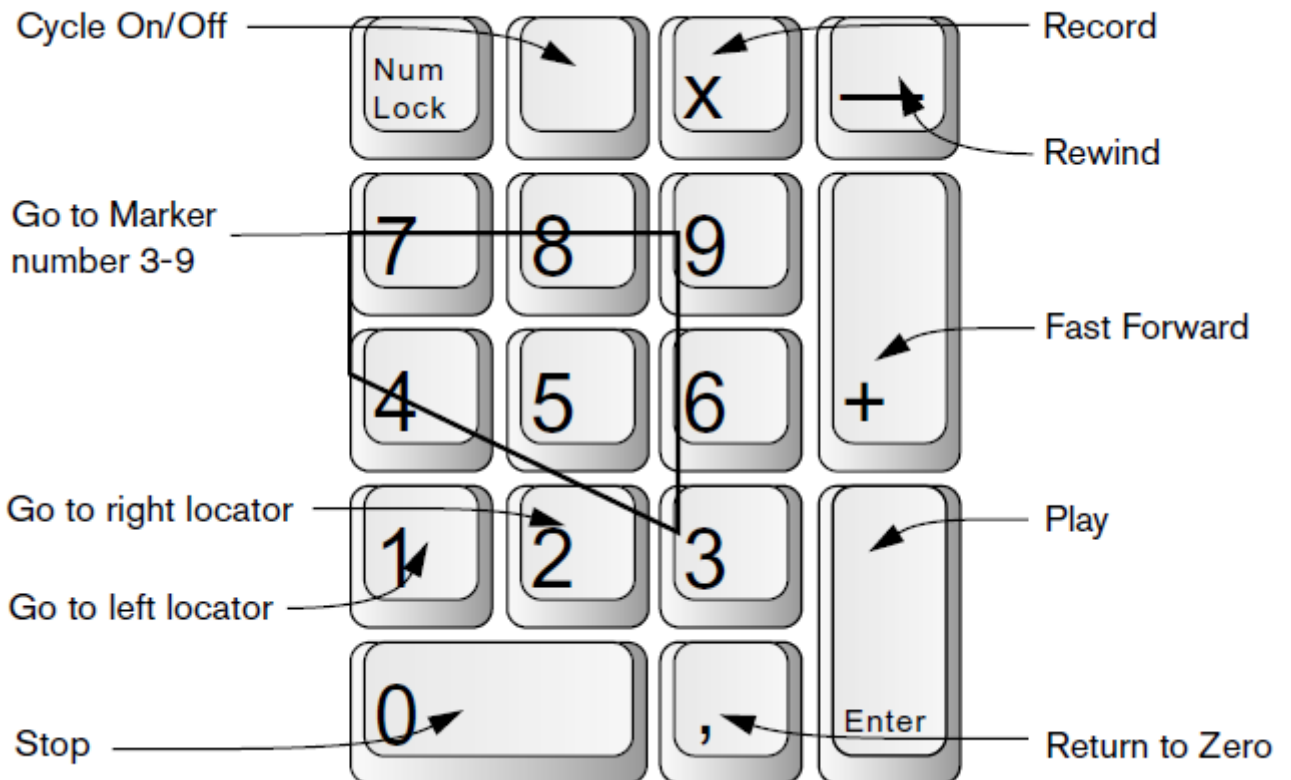 Cycle On/Off
Record
Num
Lock
x
—
Rewind
Go to Marker
number 3-9
7
8
9
Fast Forward
4
5
6
+
Go to right locator
Play
1
2
3
Go to left locator
0
,
Enter
Stop
Return to Zero